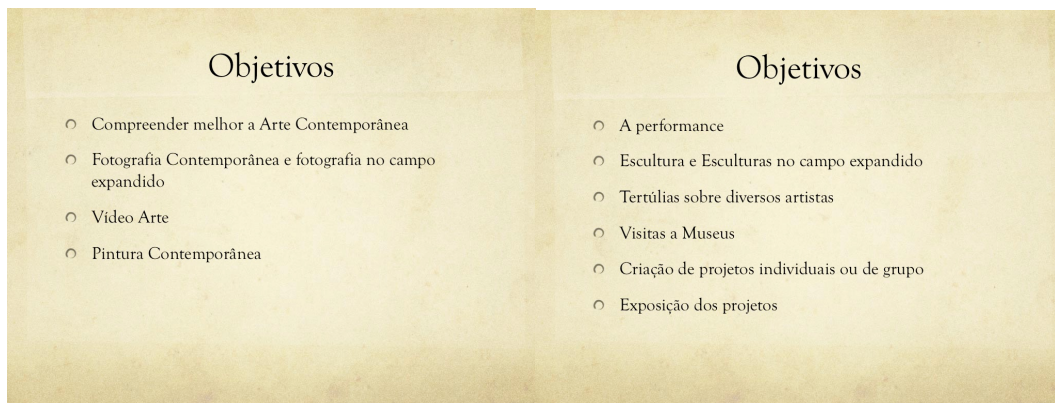 Objetivos
Compreender melhor a Arte Contemporânea
Fotografia Contemporânea e fotografia no campo
expandido
Vídeo Arte
Pintura Contemporânea
Objetivos
A performance
Escultura e Esculturas no campo expandido
Tertúlias sobre diversos artistas
Visitas a Museus
Criação de projetos individuais ou de grupo
Exposição dos projetos